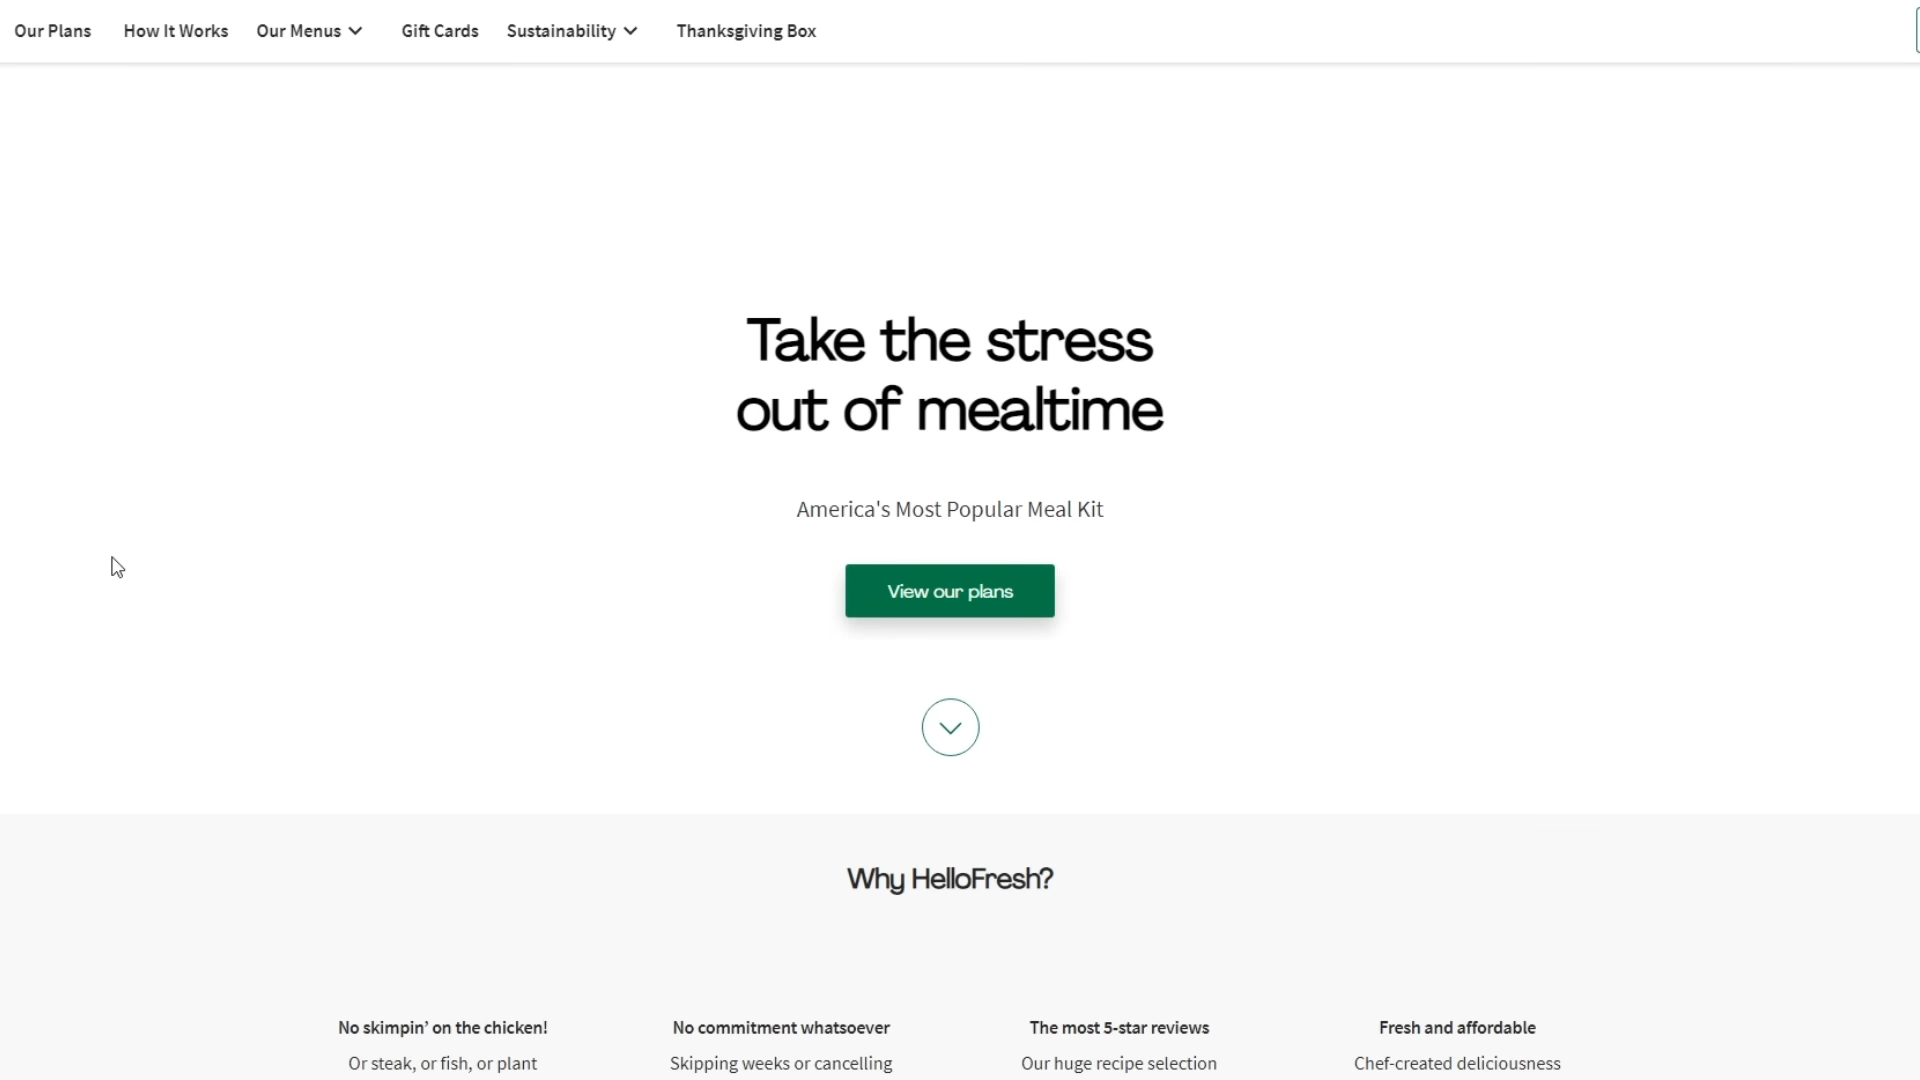 Our Plans How It Works Our Menus Gift Cards Sustainability Thanksgiving Box
Take the stress
out of mealtime
America's Most Popular Meal Kit
View our plans
Why HelloFresh?
No skimpin’ on the chicken! No commitment whatsoever The most 5-star reviews Fresh and affordable
Or steak, or fish, or plant Skipping weeks or cancelling Our huge recipe selection Chef-created deliciousness